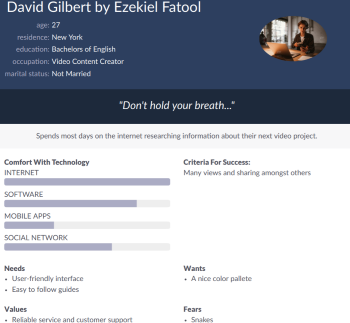 David Gilbert by Ezekiel Fatool
age: 27
residence: New York
education: Bachelors of English
occupation: Video Content Creator
marital status: Not Married
"Don't hold your breath..."
Spends most days on the internet researching information about their next video project.
Comfort With Technology
INTERNET
SOFTWARE
MOBILE APPS
SOCIAL NETWORK
Criteria For Success:
Many views and sharing amongst others
Needs
• User-friendly interface
• Easy to follow guides
Wants
• A nice color pallete
Values
• Reliable service and customer support
Fears
• Snakes